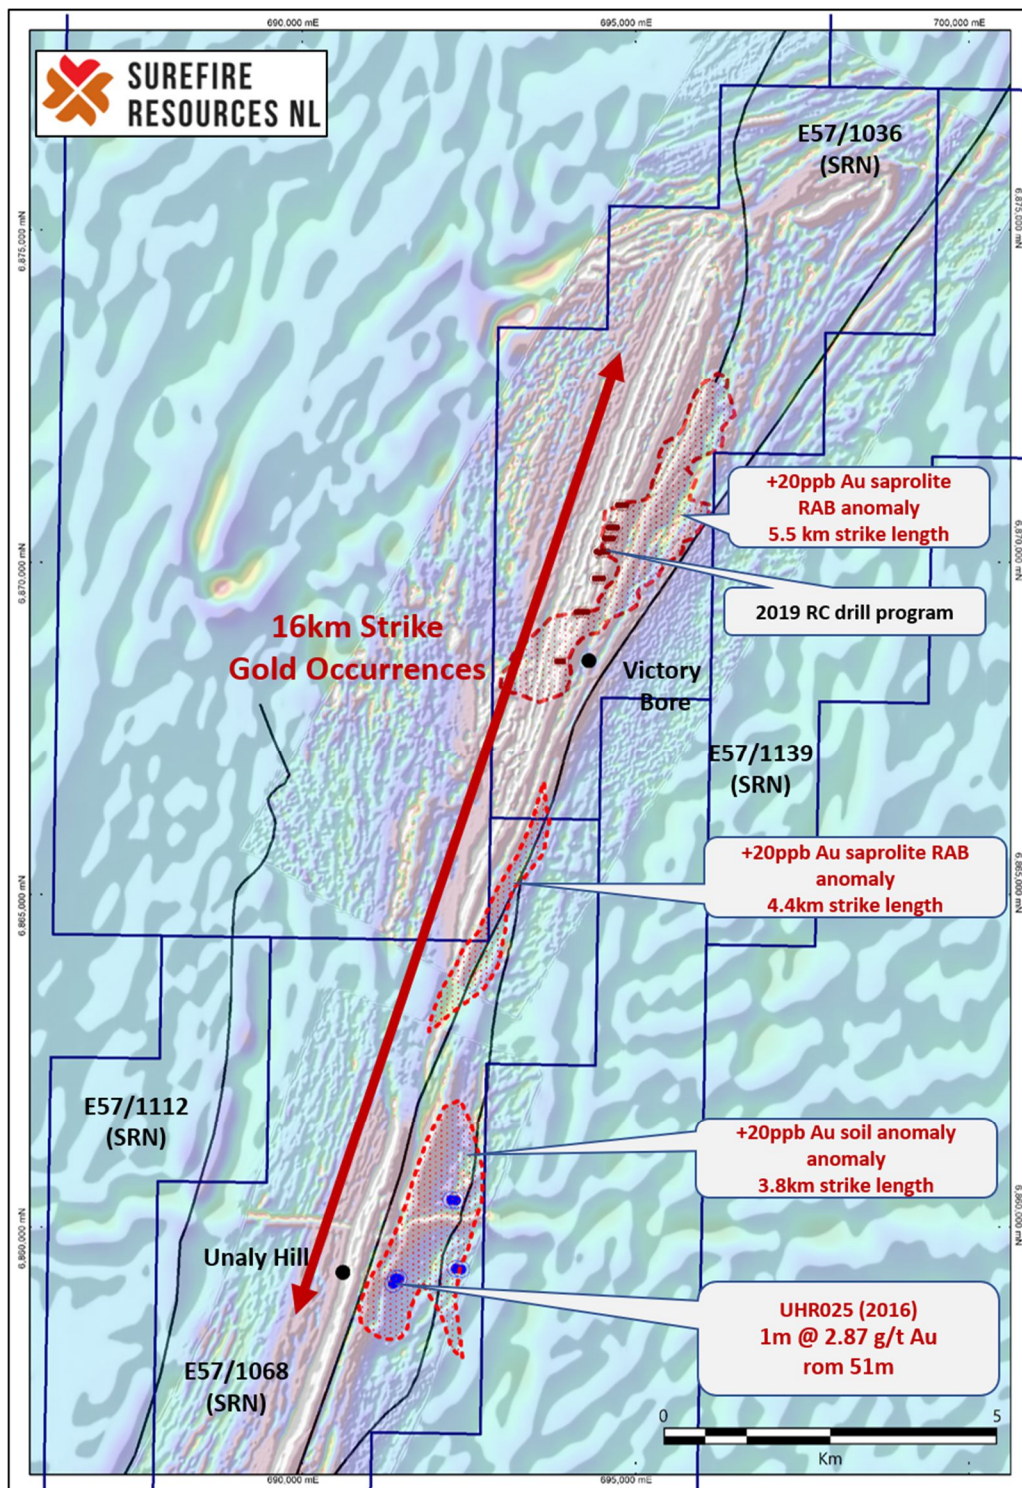 690,000 mE
695,000 mE
700,000 mE
SUREFIRE
RESOURCES NL
E57/1036
(SRN)
6,875,000 mN
6,875,000 mN
+20ppb Au saprolite
RAB anomaly
5.5 km strike length
6,870,000 mN
6,870,000 mN
2019 RC drill program
16km Strike
Gold Occurrences
Victory
Bore
E57/1139
(SRN)
+20ppb Au saprolite RAB
anomaly
4.4km strike length
6,865,000 mN
6,865,000 mN
E57/1112
(SRN)
+20ppb Au soil anomaly
anomaly
3.8km strike length
6,860,000 mN
6,860,000 mN
Unaly Hill
UHR025 (2016)
1m @ 2.87 g/t Au
rom 51m
E57/1068
(SRN)
0
5
Km
690,000 mE
695,000 mE